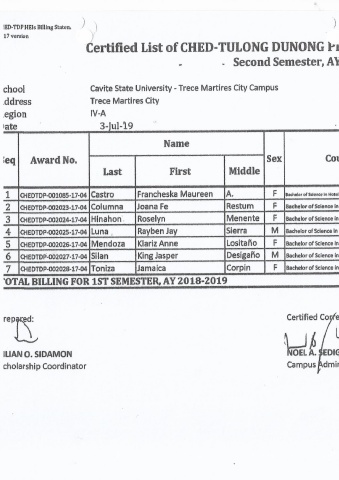 HED-TDP HEIs Billing Statem
17 version
Certified List of CHED-TULONG DUNONG Pr
Second Semester, AY
chool Cavite State University - Trece Martires City Campus
ddress Trece Martires City
egion IV-A
ate 3-Jul-19
eq Award No. Name Sex Cou
Last First Middle
1 CHEDTDP-001085-17-04 Castro Francheska Maureen A. F Bachelor of Science in Hotel
2 CHEDTDP-002023-17-04 Columna Joana Fe Restum F Bachelor of Science in
3 CHEDTDP-002024-17-04 Hinahon Roselyn Menente F Bachelor of Science in
4 CHEDTDP-002025-17-04 Luna Rayben Jay Sierra M Bachelor of Science in
5 CHEDTDP-002026-17-04 Mendoza Klariz Anne Lositaño F Bachelor of Science in
6 CHEDTDP-002027-17-04 Silan King Jasper Desigaño M Bachelor of Science in
7 CHEDTDP-002028-17-04 Toniza Jamaica Corpin F Bachelor of Science in
OTAL BILLING FOR 1ST SEMESTER, AY 2018-2019
repared: Certified Corre
ILIAN O. SIDAMON NOEL A. SEDIG
cholarship Coordinator Campus Admin